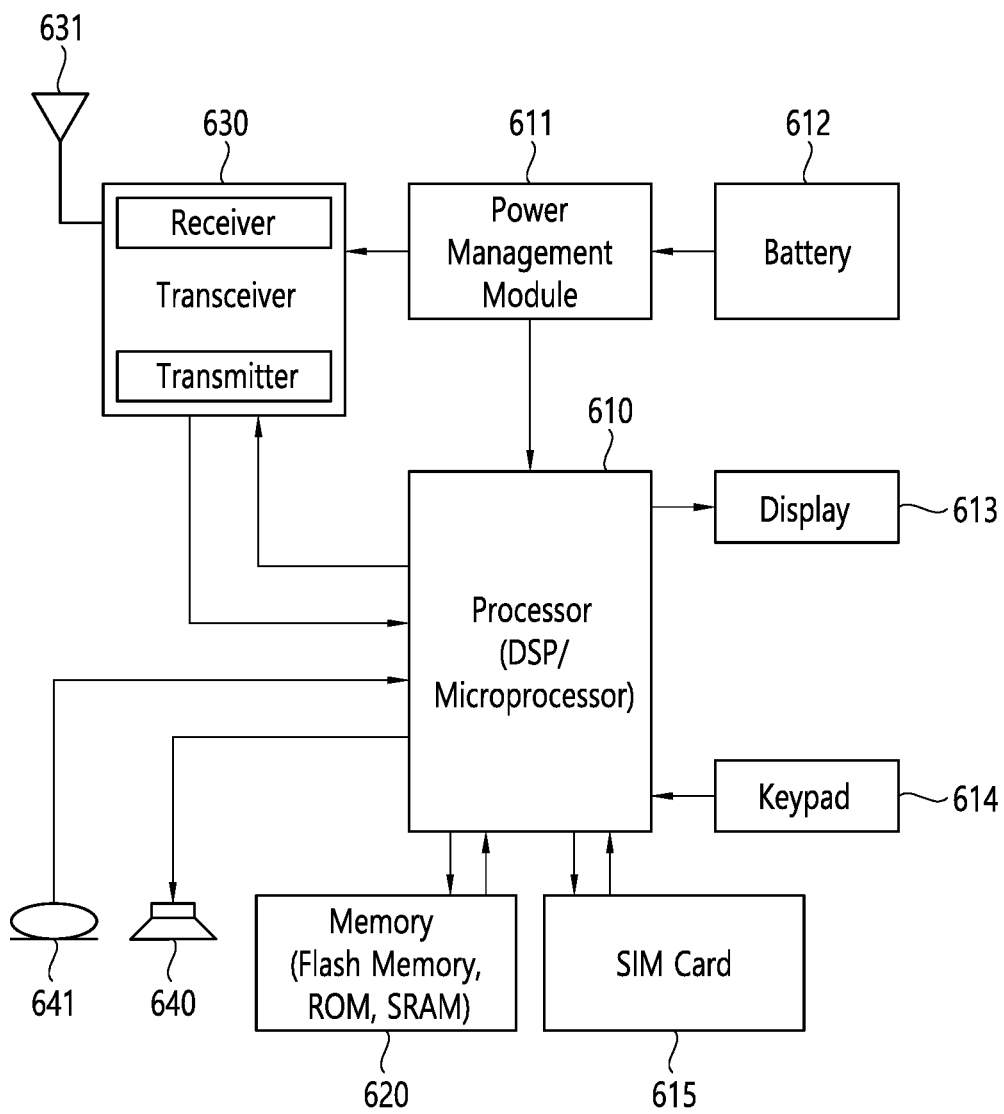 631
630
611
612
Receiver
Transceiver
Transmitter
Power
Management
Module
Battery
610
Display
613
Processor
(DSP/
Microprocessor)
Keypad
614
641
640
Memory
(Flash Memory,
ROM, SRAM)
SIM Card
620
615